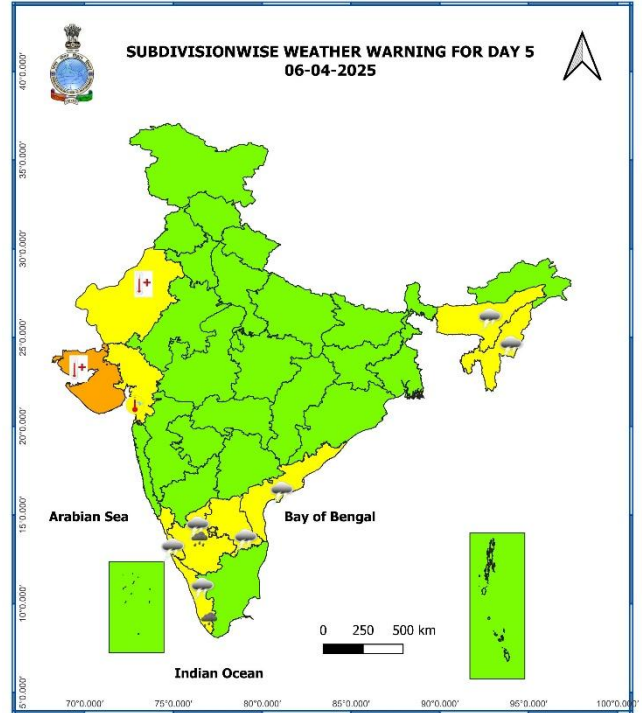 SUBDIVISIONWISE WEATHER WARNING FOR DAY 5
06-04-2025
40°0.000'
35°0.000'
30°0.000'
25°0.000'
20°0.000'
15°0.000'
10°0.000'
5°0.000'
Arabian Sea
Bay of Bengal
0 250 500 km
Indian Ocean
70°0.000' 75°0.000' 80°0.000' 85°0.000' 90°0.000' 95°0.000' 100°0.000'